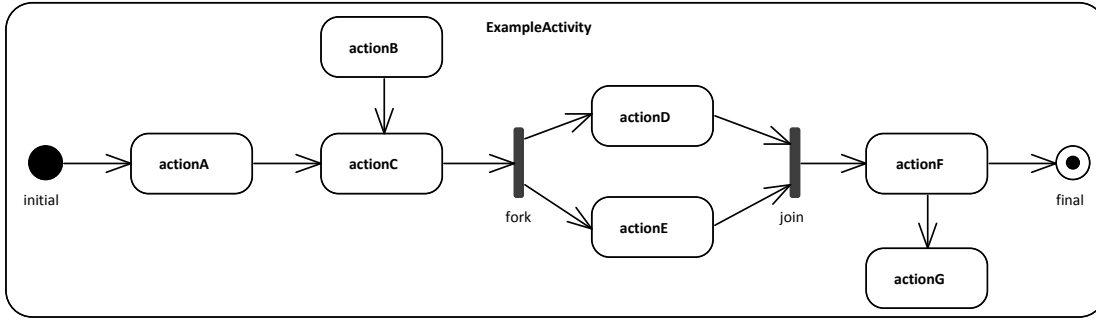 ExampleActivity
actionB
actionD
actionA
actionC
actionF
initial
fork
join
final
actionE
actionG